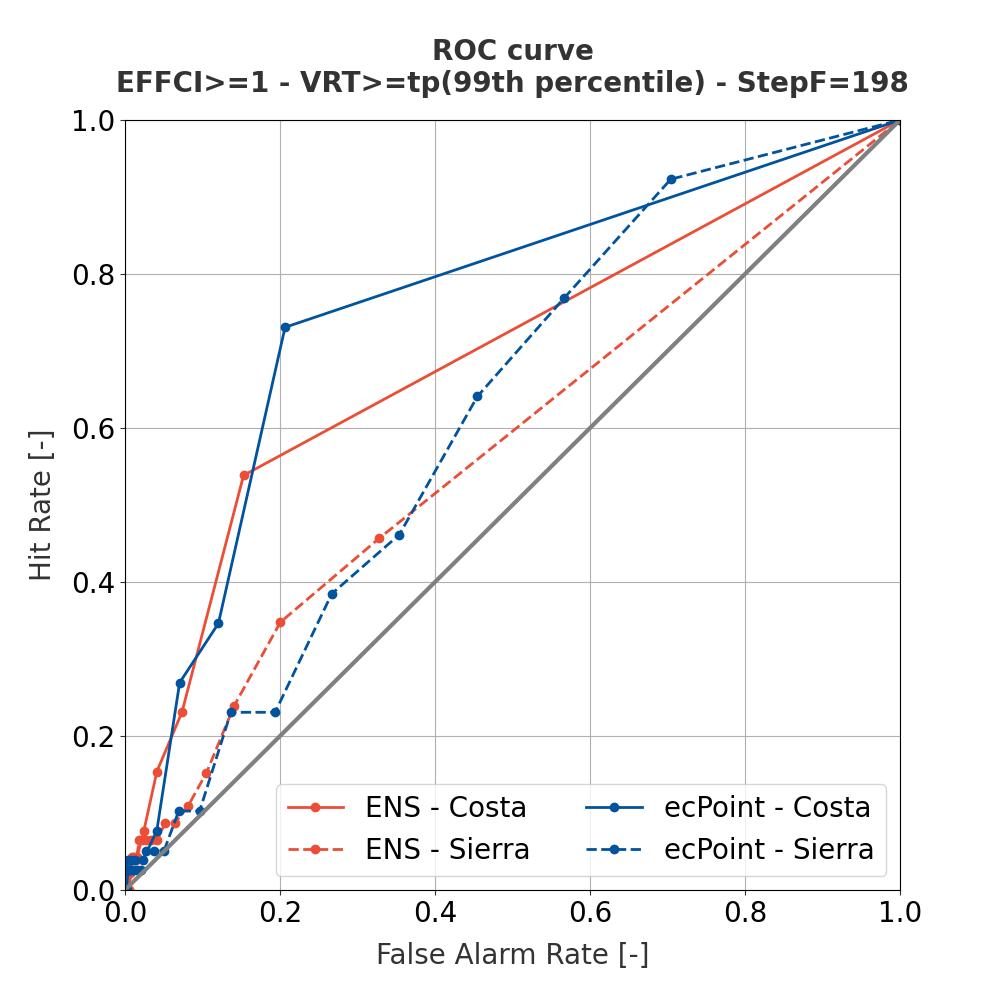 ROC curve
EFFCI>=1 - VRT>=tp(99th percentile) - StepF=198
1.0
0.8
0.6
0.4
0.2
0.0
Hit Rate [-]
ENS - Costa
ecPoint - Costa
ENS - Sierra
ecPoint - Sierra
0.0 0.2 0.4 0.6 0.8 1.0
False Alarm Rate [-]